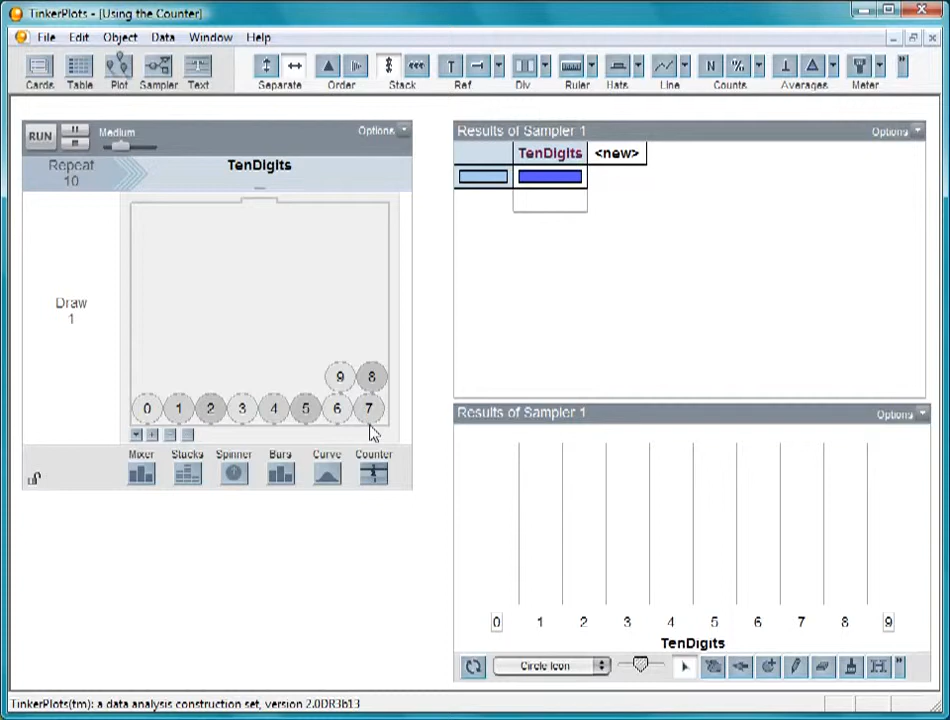 TinkerPlots - [Using the Counter]
File Edit Object Data Window Help
Cards Table Plot Sampler Text Separate Order Stack Ref Div Ruler Hats Line Counts Averages Meter
RUN Medium Options
Repeat
10
TenDigits
Draw
1
9 8
0 1 2 3 4 5 6 7
Mixer Stacks Spinner Bars Curve Counter
Results of Sampler 1 Options
TenDigits <new>
Results of Sampler 1 Options
0 1 2 3 4 5 6 7 8 9
TenDigits
Circle Icon
TinkerPlots(tm): a data analysis construction set, version 2.0DR3b13